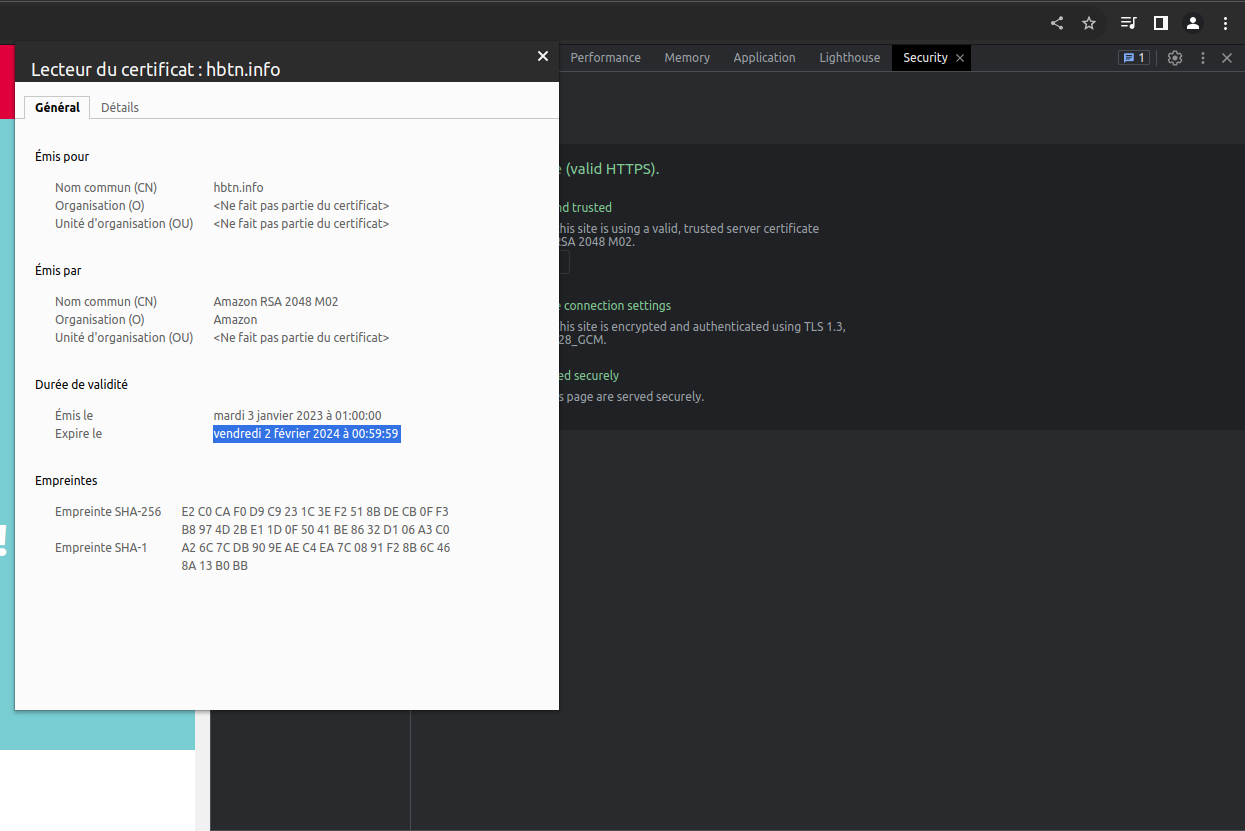 Lecteur du certificat : hbtn.info
Performance Memory Application Lighthouse Security 1
Général Détails
Émis pour
Nom commun (CN) hbtn.info
Organisation (O) <Ne fait pas partie du certificat>
Unité d'organisation (OU) <Ne fait pas partie du certificat>
Émis par
Nom commun (CN) Amazon RSA 2048 M02
Organisation (O) Amazon
Unité d'organisation (OU) <Ne fait pas partie du certificat>
Durée de validité
Émis le mardi 3 janvier 2023 à 01:00:00
Expire le vendredi 2 février 2024 à 00:59:59
Empreintes
Empreinte SHA-256 E2 C0 CA F0 D9 C9 23 1C 3E F2 51 8B DE CB 0F F3
B8 97 4D 2B E1 1D 0F 50 41 BE 86 32 D1 06 A3 C0
Empreinte SHA-1 A2 6C 7C DB 90 9E AE C4 EA 7C 08 91 F2 8B 6C 46
8A 13 B0 BB
(valid HTTPS).
nd trusted
his site is using a valid, trusted server certificate
RSA 2048 M02.
connection settings
his site is encrypted and authenticated using TLS 1.3,
28_GCM.
ed securely
s page are served securely.
!